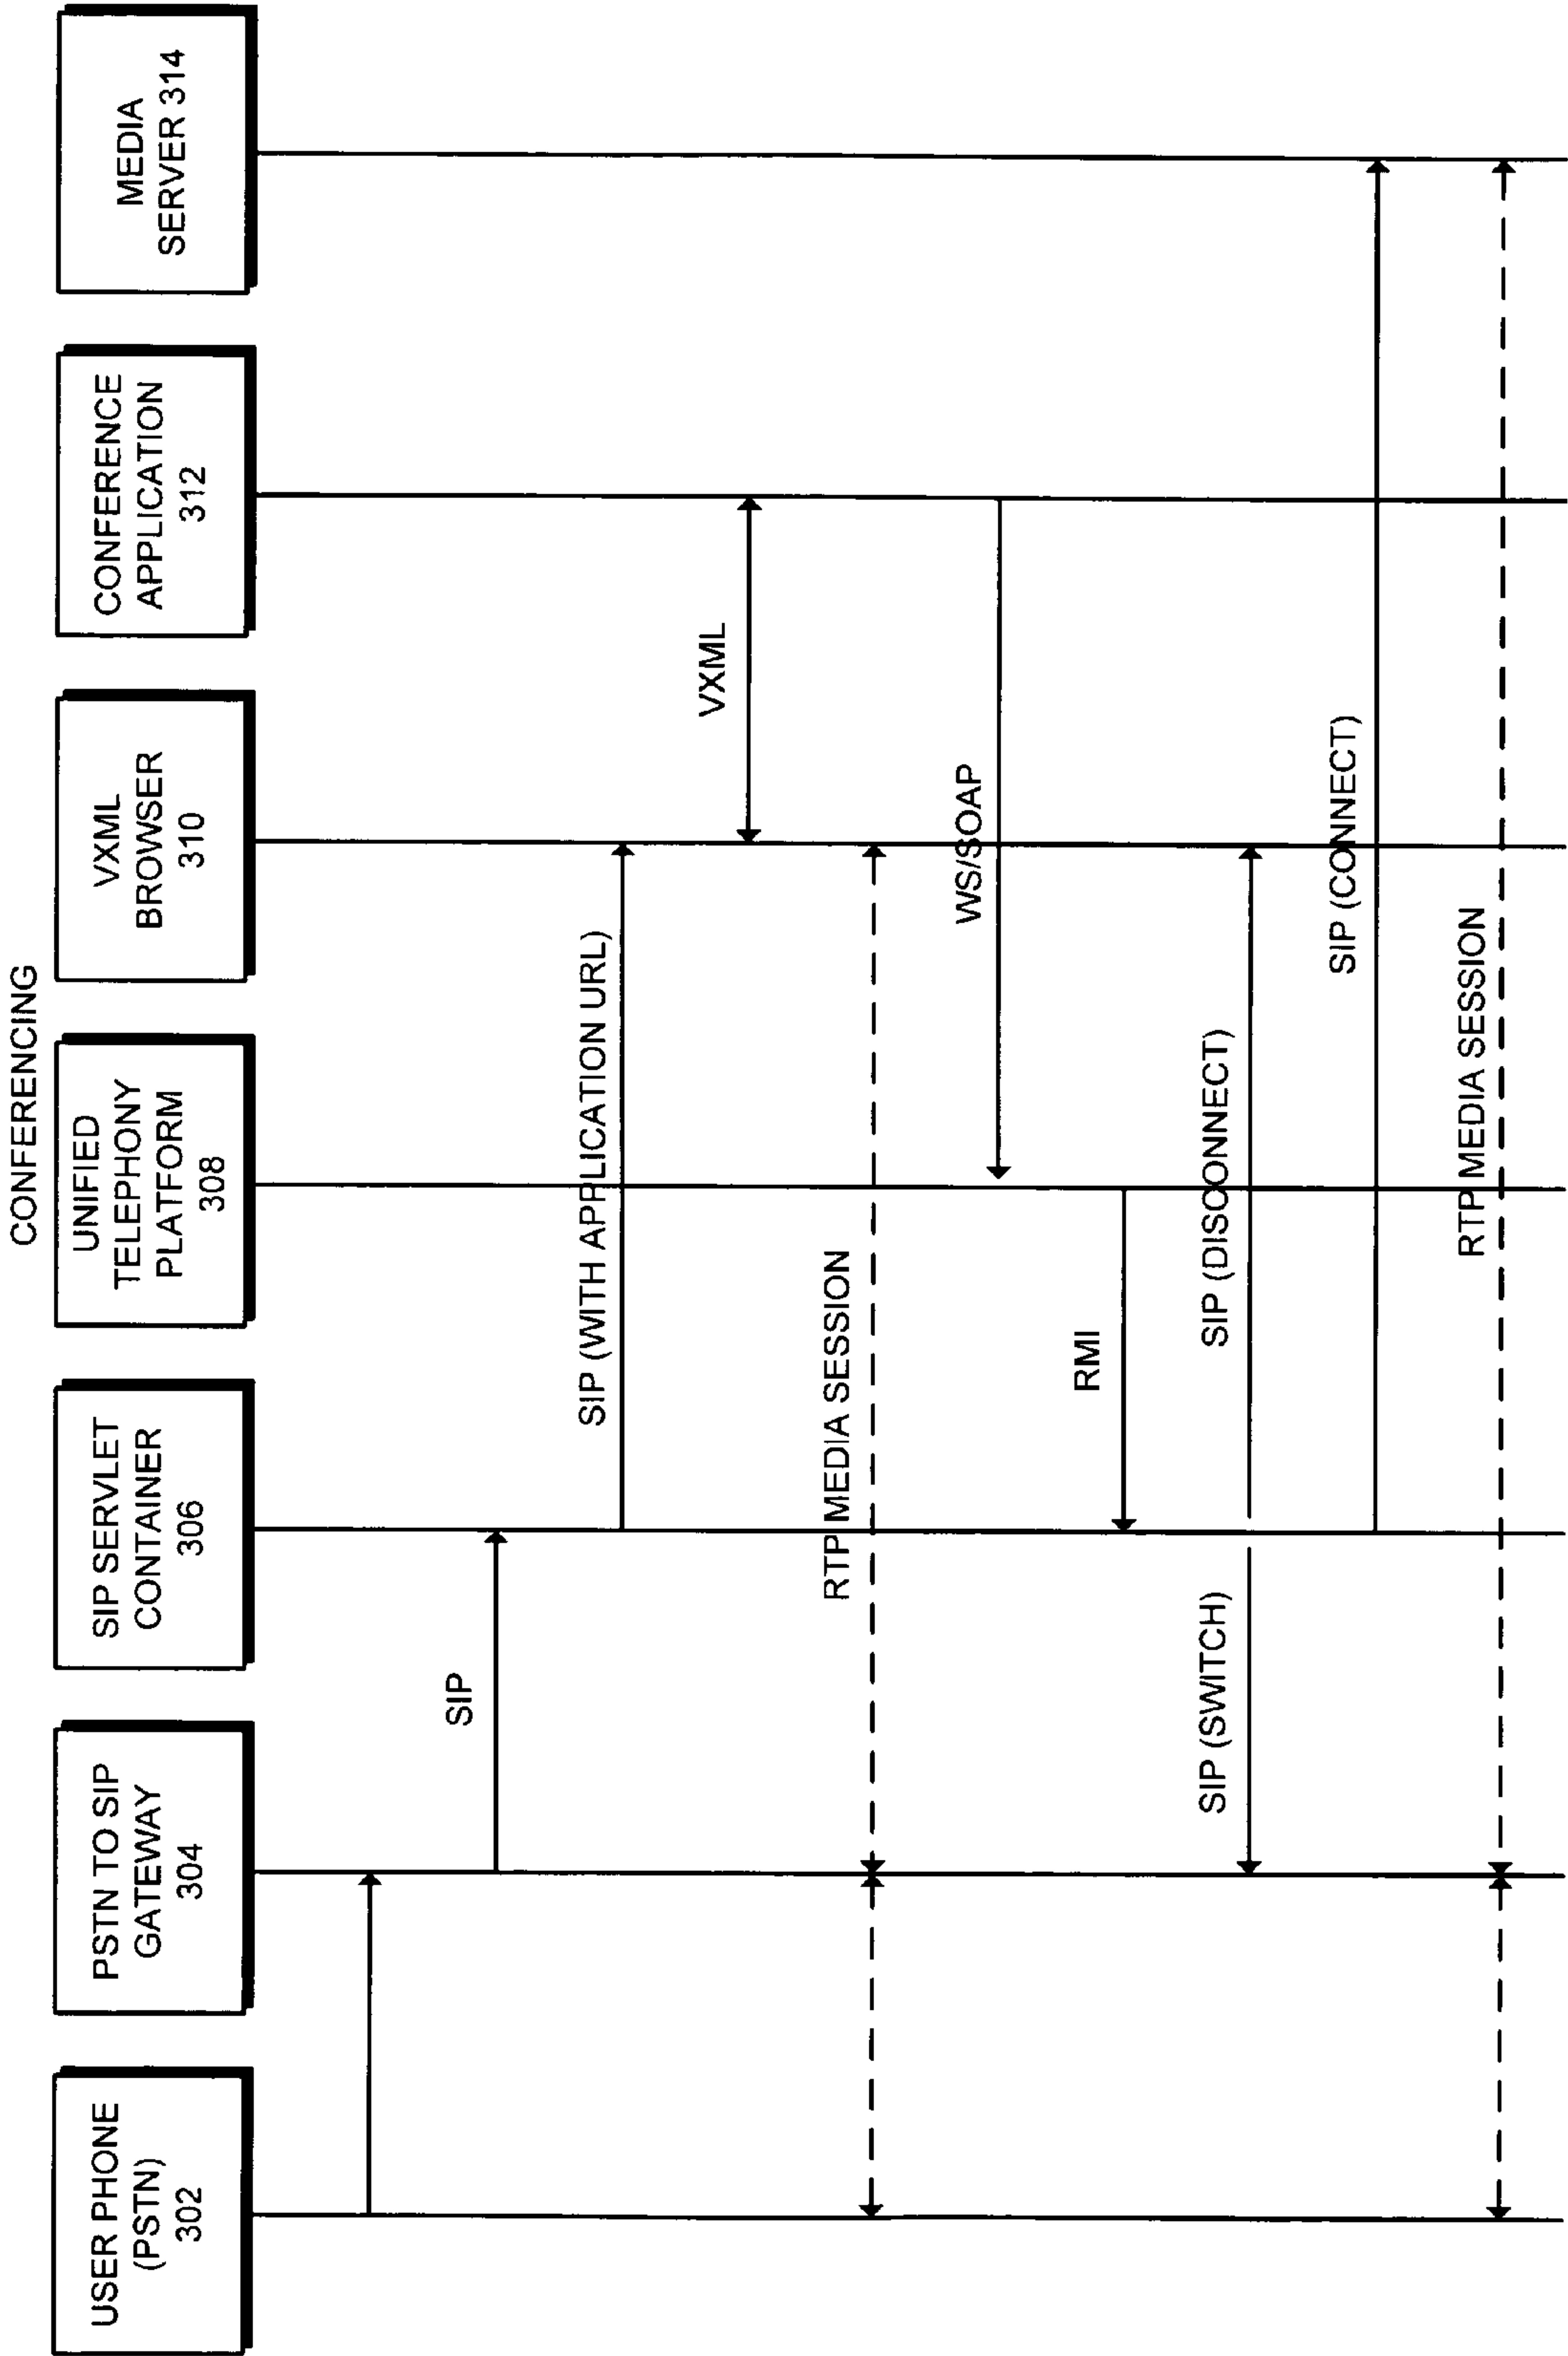 CONFERENCING
USER PHONE
(PSTN)
302
PSTN TO SIP
GATEWAY
304
SIP SERVLET
CONTAINER
306
UNIFIED
TELEPHONY
PLATFORM
308
VXML
BROWSER
310
CONFERENCE
APPLICATION
312
MEDIA
SERVER 314
SIP
SIP (WITH APPLICATION URL)
VXML
RTP MEDIA SESSION
WS/SOAP
RMI
SIP (SWITCH)
SIP (DISCONNECT)
SIP (CONNECT)
RTP MEDIA SESSION